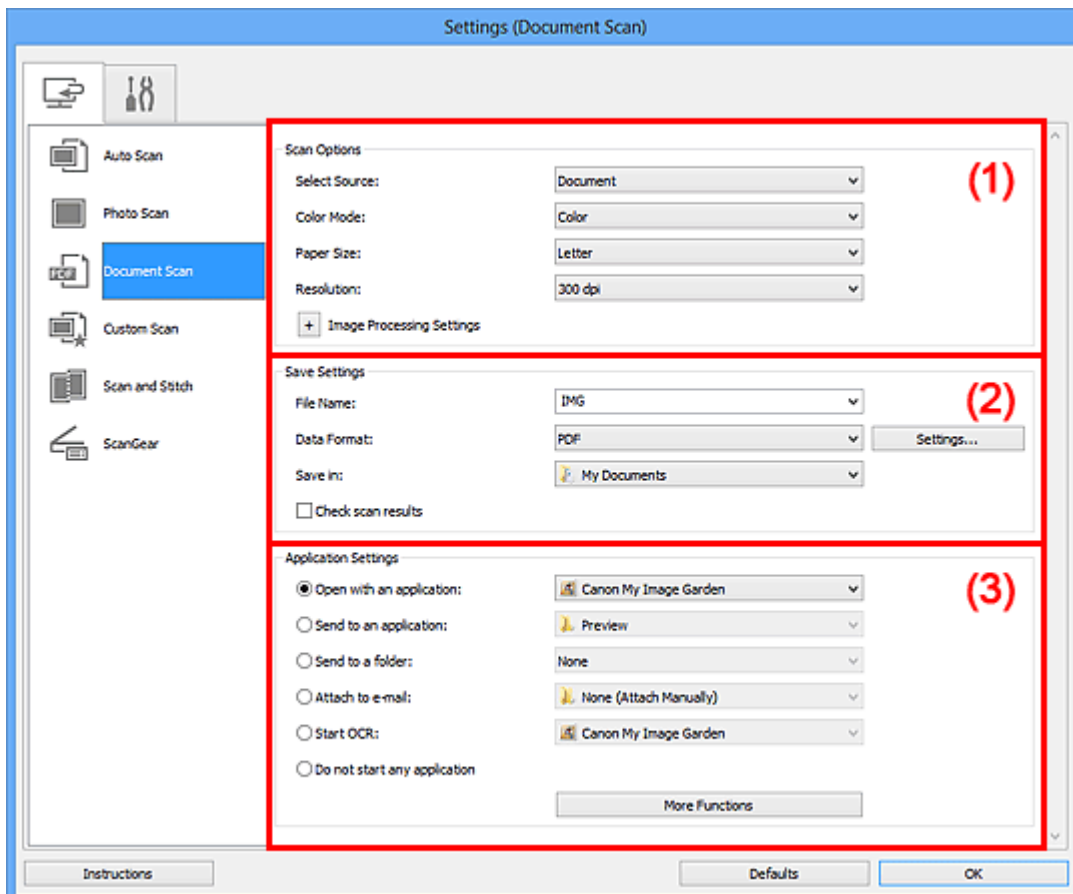 Settings (Document Scan)
Auto Scan
Photo Scan
Document Scan
Custom Scan
Scan and Stitch
ScanGear
(1)
Scan Options
Select Source: Document
Color Mode: Color
Paper Size: Letter
Resolution: 300 dpi
+ Image Processing Settings
(2)
Save Settings
File Name: IMG
Data Format: PDF Settings...
Save in: My Documents
Check scan results
(3)
Application Settings
Open with an application: Canon My Image Garden
Send to an application: Preview
Send to a folder: None
Attach to e-mail: None (Attach Manually)
Start OCR: Canon My Image Garden
Do not start any application
More Functions
Instructions Defaults OK